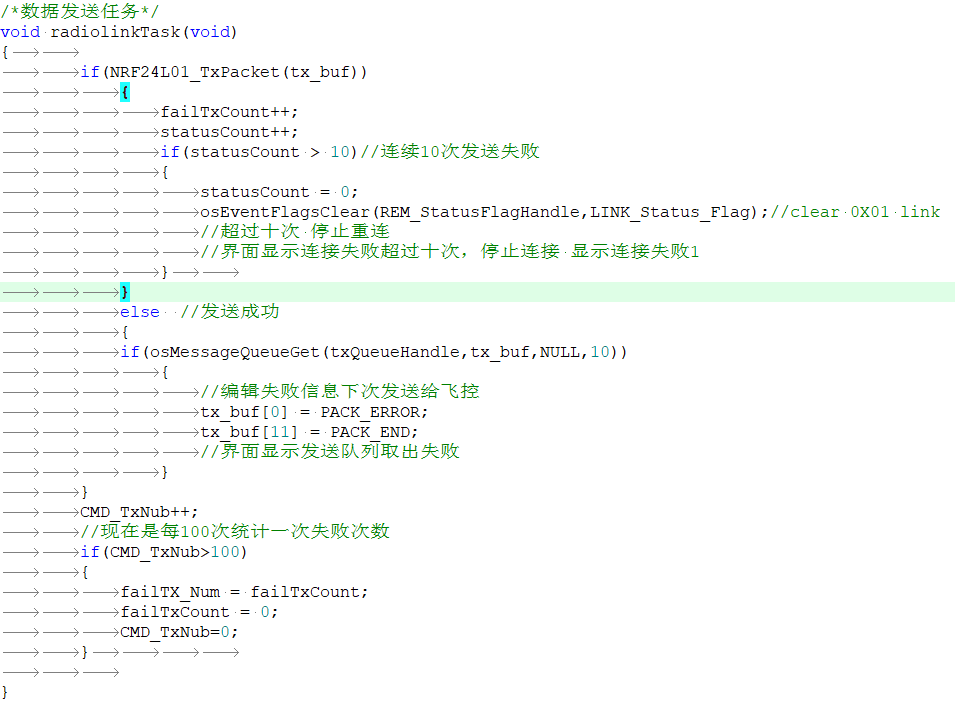 /*数据发送任务*/
void radiolinkTask(void)
{
if(NRF24L01_TxPacket(tx_buf))
{
failTxCount++;
statusCount++;
if(statusCount > 10)//连续10次发送失败
{
statusCount = 0;
osEventFlagsClear(REM_StatusFlagHandle,LINK_Status_Flag);//clear 0X01 link
//超过十次 停止重连
//界面显示连接失败超过十次，停止连接 显示连接失败1
}
}
else  //发送成功
{
if(osMessageQueueGet(txQueueHandle,tx_buf,NULL,10))
{
//编辑失败信息下次发送给飞控
tx_buf[0] = PACK_ERROR;
tx_buf[11] = PACK_END;
//界面显示发送队列取出失败
}
}
CMD_TxNub++;
//现在是每100次统计一次失败次数
if(CMD_TxNub>100)
{
failTX_Num = failTxCount;
failTxCount = 0;
CMD_TxNub=0;
}
}